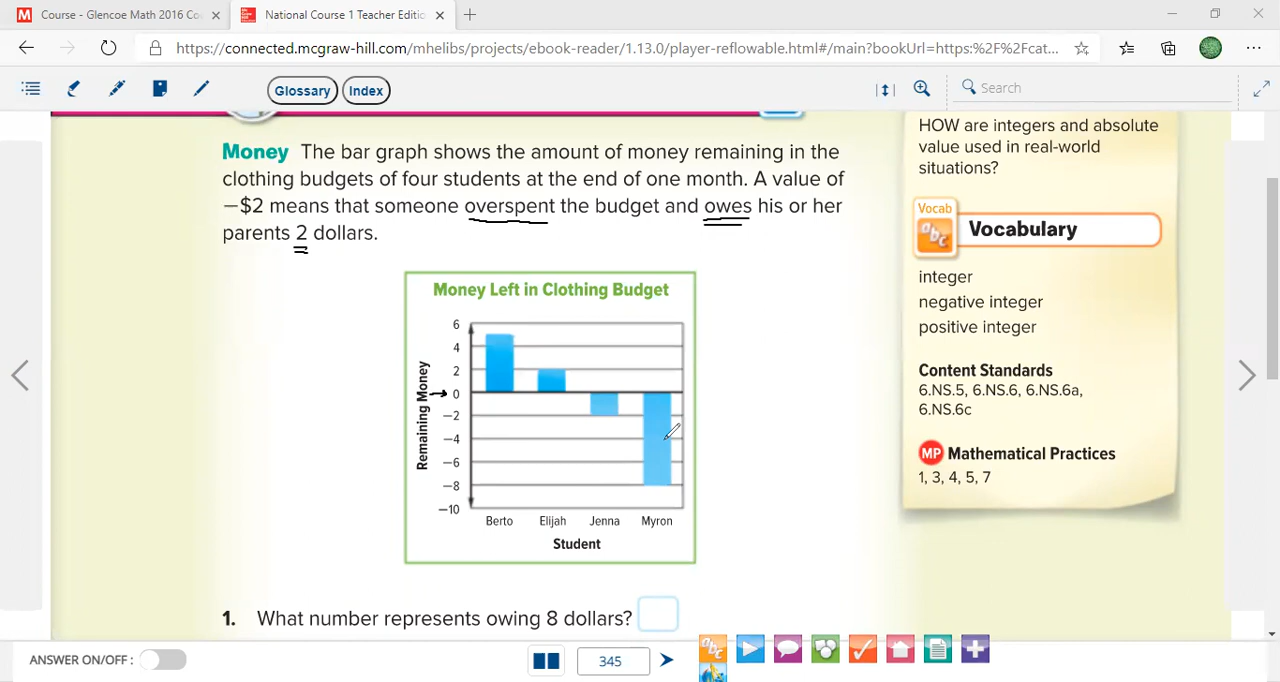 Course - Glencoe Math 2016 Co
National Course 1 Teacher Editio
https://connected.mcgraw-hill.com/mhelibs/projects/ebook-reader/1.13.0/player-reflowable.html#/main?bookUrl=https:%2F%2Fcat...
Glossary
Index
Search
Money The bar graph shows the amount of money remaining in the
clothing budgets of four students at the end of one month. A value of
−$2 means that someone overspent the budget and owes his or her
parents 2 dollars.
Money Left in Clothing Budget
Remaining Money
6
4
2
0
−2
−4
−6
−8
−10
Berto Elijah Jenna Myron
Student
1. What number represents owing 8 dollars?
HOW are integers and absolute
value used in real-world
situations?
Vocab
abc
Vocabulary
integer
negative integer
positive integer
Content Standards
6.NS.5, 6.NS.6, 6.NS.6a,
6.NS.6c
MP Mathematical Practices
1, 3, 4, 5, 7
ANSWER ON/OFF :
345
abc